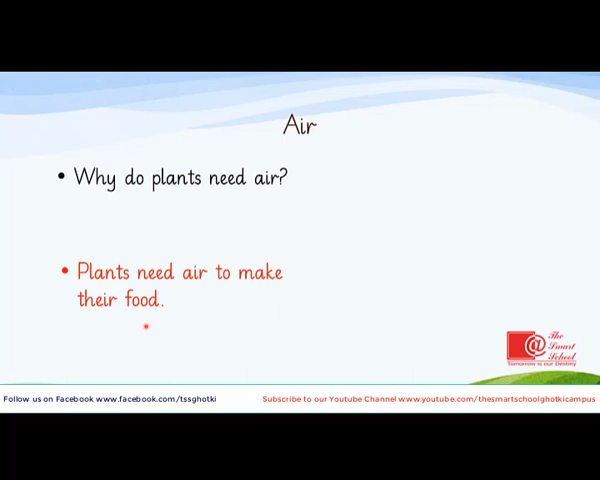 Air
• Why do plants need air?
• Plants need air to make
their food.
@
The
Smart
School
Tomorrow is our Destiny
Follow us on Facebook www.facebook.com/tssghotki
Subscribe to our Youtube Channel www.youtube.com/thesmartschoolghotkicampus